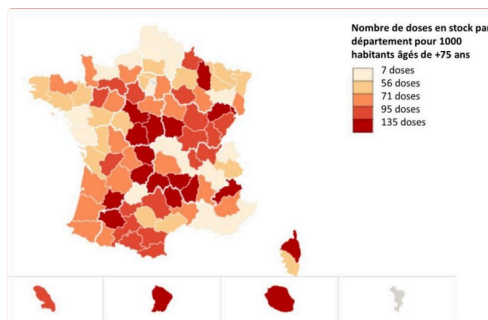 Nombre de doses en stock par
département pour 1000
habitants âgés de +75 ans
7 doses
56 doses
71 doses
95 doses
135 doses